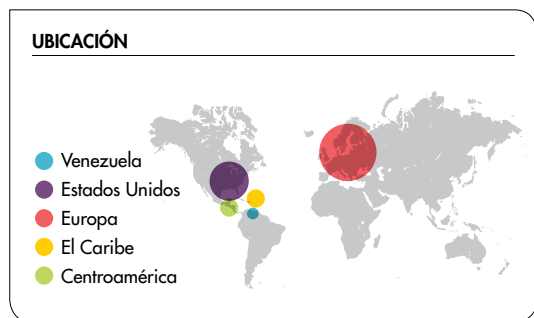 UBICACIÓN
Venezuela
Estados Unidos
Europa
El Caribe
Centroamérica